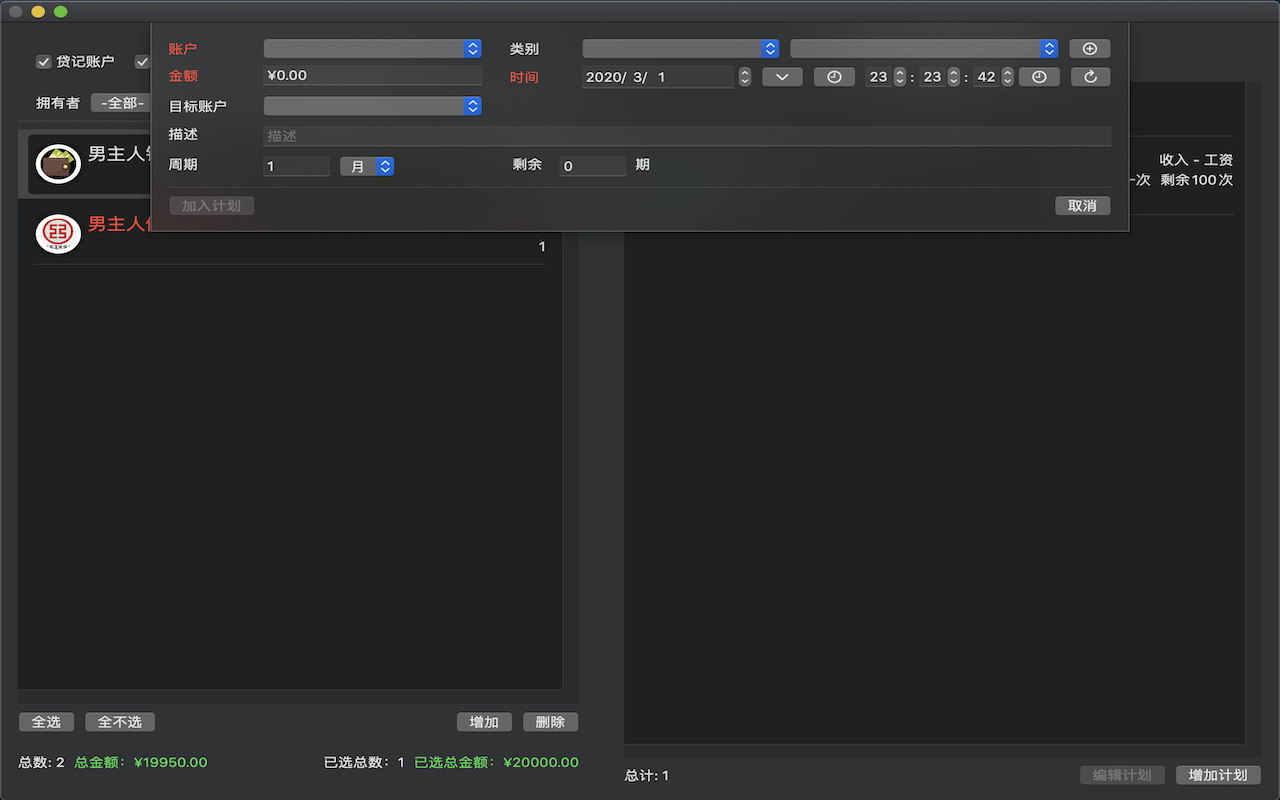 账户 类别
金额 ¥0.00 时间 2020/ 3/ 1 23 : 23 : 42
目标账户
描述 描述
周期 1 月 剩余 0 期
加入计划 取消
贷记账户
拥有者 -全部-
男主人
男主人
1
收入 - 工资
-次 剩余100次
全选 全不选 增加 删除
总数: 2 总金额: ¥19950.00 已选总数: 1 已选总金额: ¥20000.00
总计: 1 编辑计划 增加计划